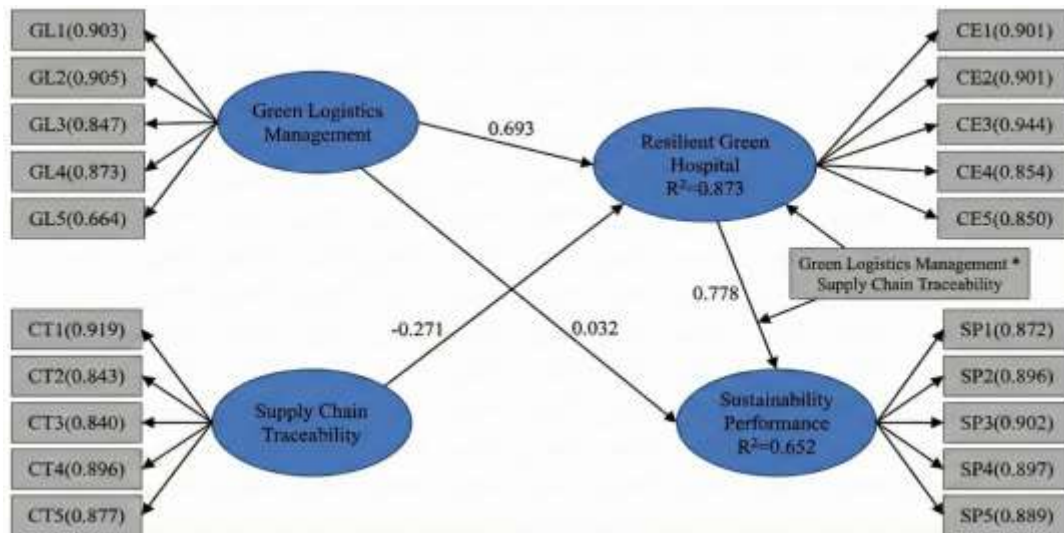 GL1(0.903)
GL2(0.905)
GL3(0.847)
GL4(0.873)
GL5(0.664)
Green Logistics
Management
0.693
Resilient Green
Hospital
R²=0.873
CE1(0.901)
CE2(0.901)
CE3(0.944)
CE4(0.854)
CE5(0.850)
Green Logistics Management *
Supply Chain Traceability
0.778
-0.271
0.032
CT1(0.919)
CT2(0.843)
CT3(0.840)
CT4(0.896)
CT5(0.877)
Supply Chain
Traceability
Sustainability
Performance
R²=0.652
SP1(0.872)
SP2(0.896)
SP3(0.902)
SP4(0.897)
SP5(0.889)